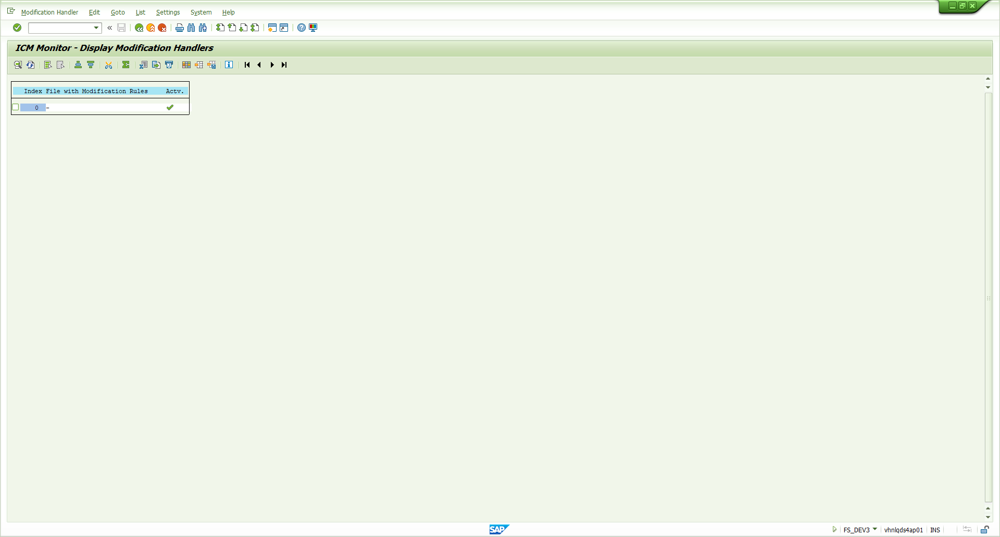 Modification Handler Edit Goto List Settings System Help
ICM Monitor - Display Modification Handlers
Index File with Modification Rules Actv.
0 -
SAP FS_DEV3 vhnlqds4ap01 INS